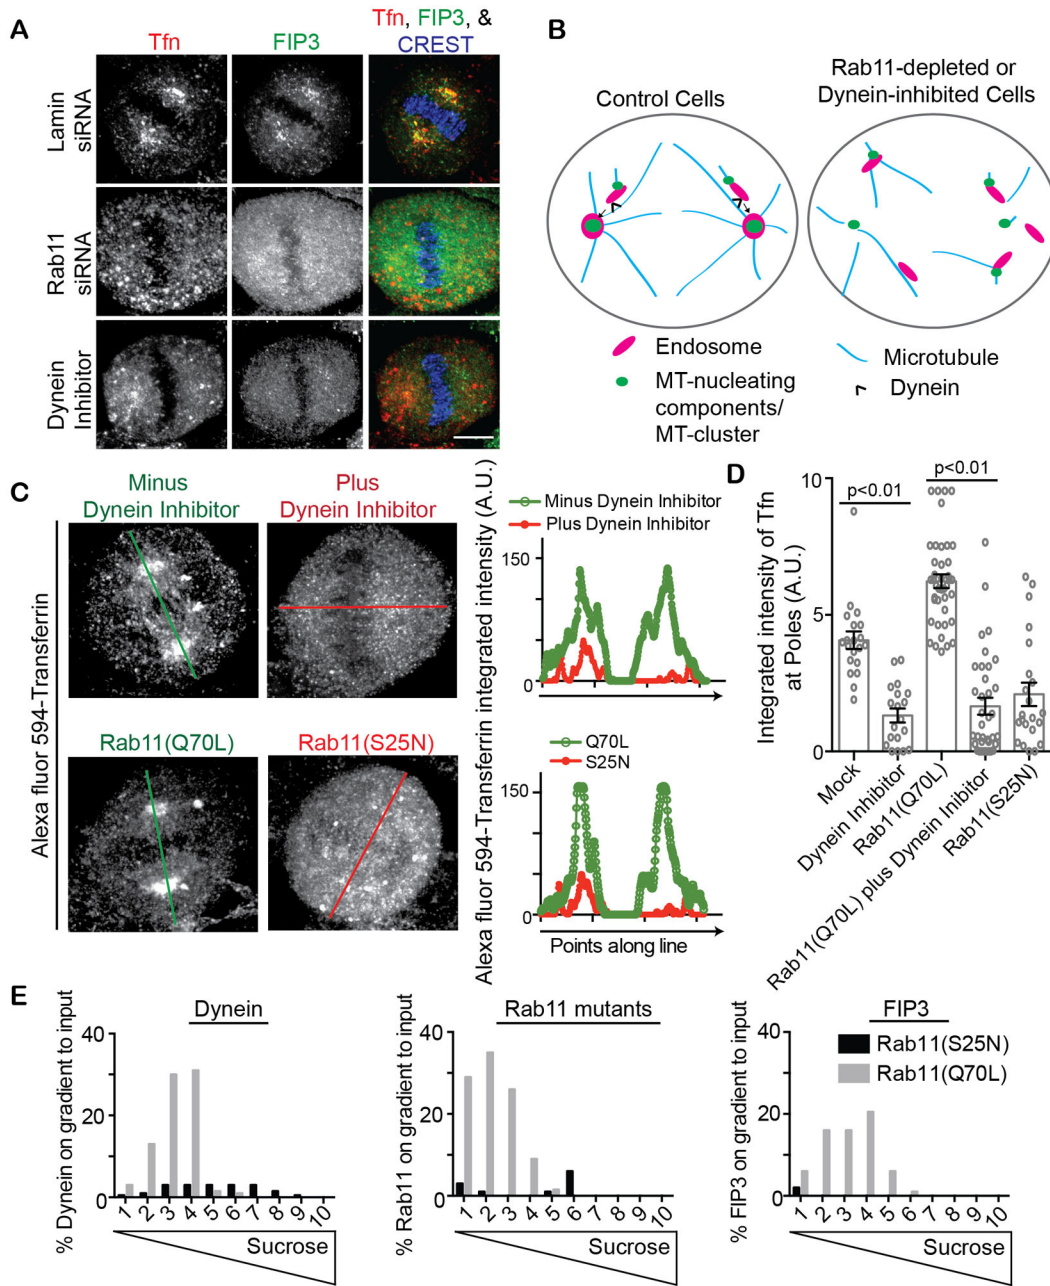 A
Tfn
FIP3
Tfn, FIP3, &
CREST
Lamin
siRNA
Rab11
siRNA
Dynein
Inhibitor
B
Control Cells
Rab11-depleted or
Dynein-inhibited Cells
Endosome
MT-nucleating
components/
MT-cluster
Microtubule
Dynein
C
Alexa fluor 594-Transferrin
Minus
Dynein Inhibitor
Plus
Dynein Inhibitor
Rab11(Q70L)
Rab11(S25N)
Alexa fluor 594-Transferrin integrated intensity (A.U.)
Minus Dynein Inhibitor
Plus Dynein Inhibitor
150
0
Q70L
S25N
150
0
Points along line
D
Integrated intensity of Tfn
at Poles (A.U.)
10
5
0
p<0.01
p<0.01
Mock
Dynein Inhibitor
Rab11(Q70L)
Rab11(Q70L) plus Dynein Inibitor
Rab11(S25N)
E
Dynein
% Dynein on gradient to input
40
20
0
1 2 3 4 5 6 7 8 9 10
Sucrose
Rab11 mutants
% Rab11 on gradient to input
40
20
0
1 2 3 4 5 6 7 8 9 10
Sucrose
FIP3
% FIP3 on gradient to input
40
20
0
Rab11(S25N)
Rab11(Q70L)
1 2 3 4 5 6 7 8 9 10
Sucrose